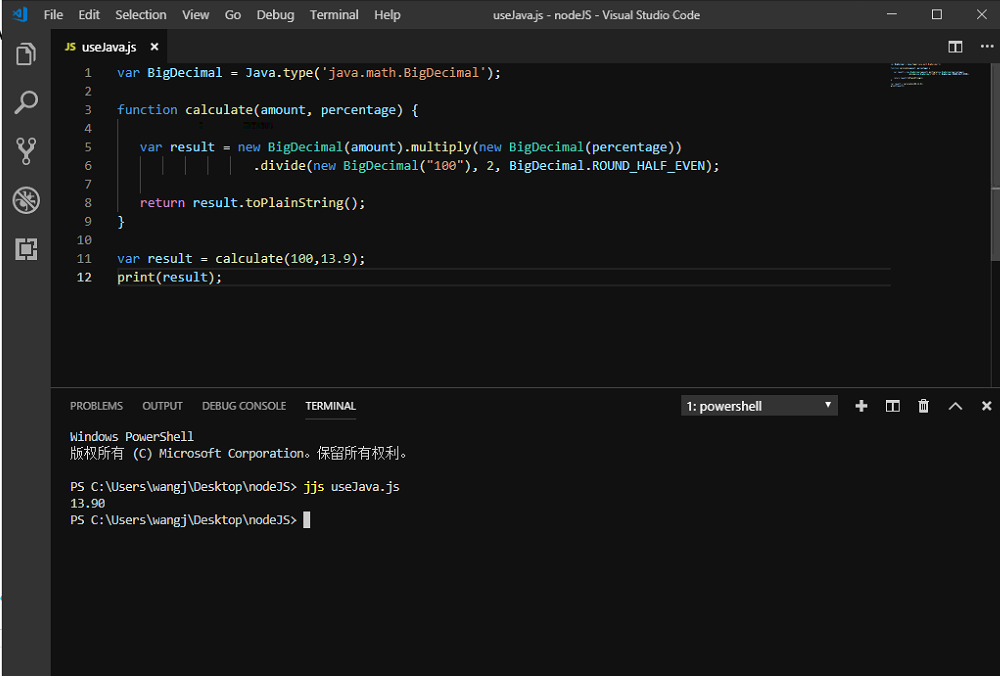 File Edit Selection View Go Debug Terminal Help useJava.js - nodeJS - Visual Studio Code
JS useJava.js
1 var BigDecimal = Java.type('java.math.BigDecimal');
2
3 function calculate(amount, percentage) {
4
5 var result = new BigDecimal(amount).multiply(new BigDecimal(percentage))
6 .divide(new BigDecimal("100"), 2, BigDecimal.ROUND_HALF_EVEN);
7
8 return result.toPlainString();
9 }
10
11 var result = calculate(100,13.9);
12 print(result);
PROBLEMS OUTPUT DEBUG CONSOLE TERMINAL 1: powershell
Windows PowerShell
版权所有 (C) Microsoft Corporation。保留所有权利。
PS C:\Users\wangj\Desktop\nodeJS> jjs useJava.js
13.90
PS C:\Users\wangj\Desktop\nodeJS>